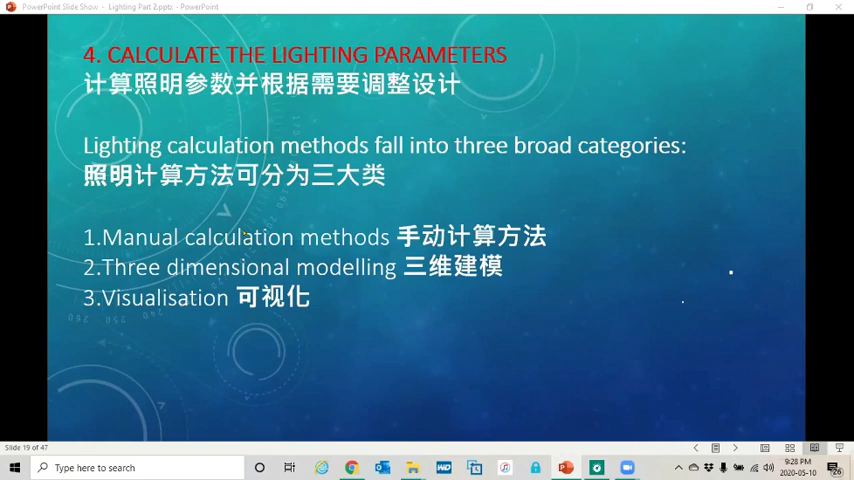 PowerPoint Slide Show - Lighting Part 2.pptx - PowerPoint
4. CALCULATE THE LIGHTING PARAMETERS
计算照明参数并根据需要调整设计
Lighting calculation methods fall into three broad categories:
照明计算方法可分为三大类
1.Manual calculation methods 手动计算方法
2.Three dimensional modelling 三维建模
3.Visualisation 可视化
Slide 19 of 47
Type here to search
9:28 PM
2020-05-10